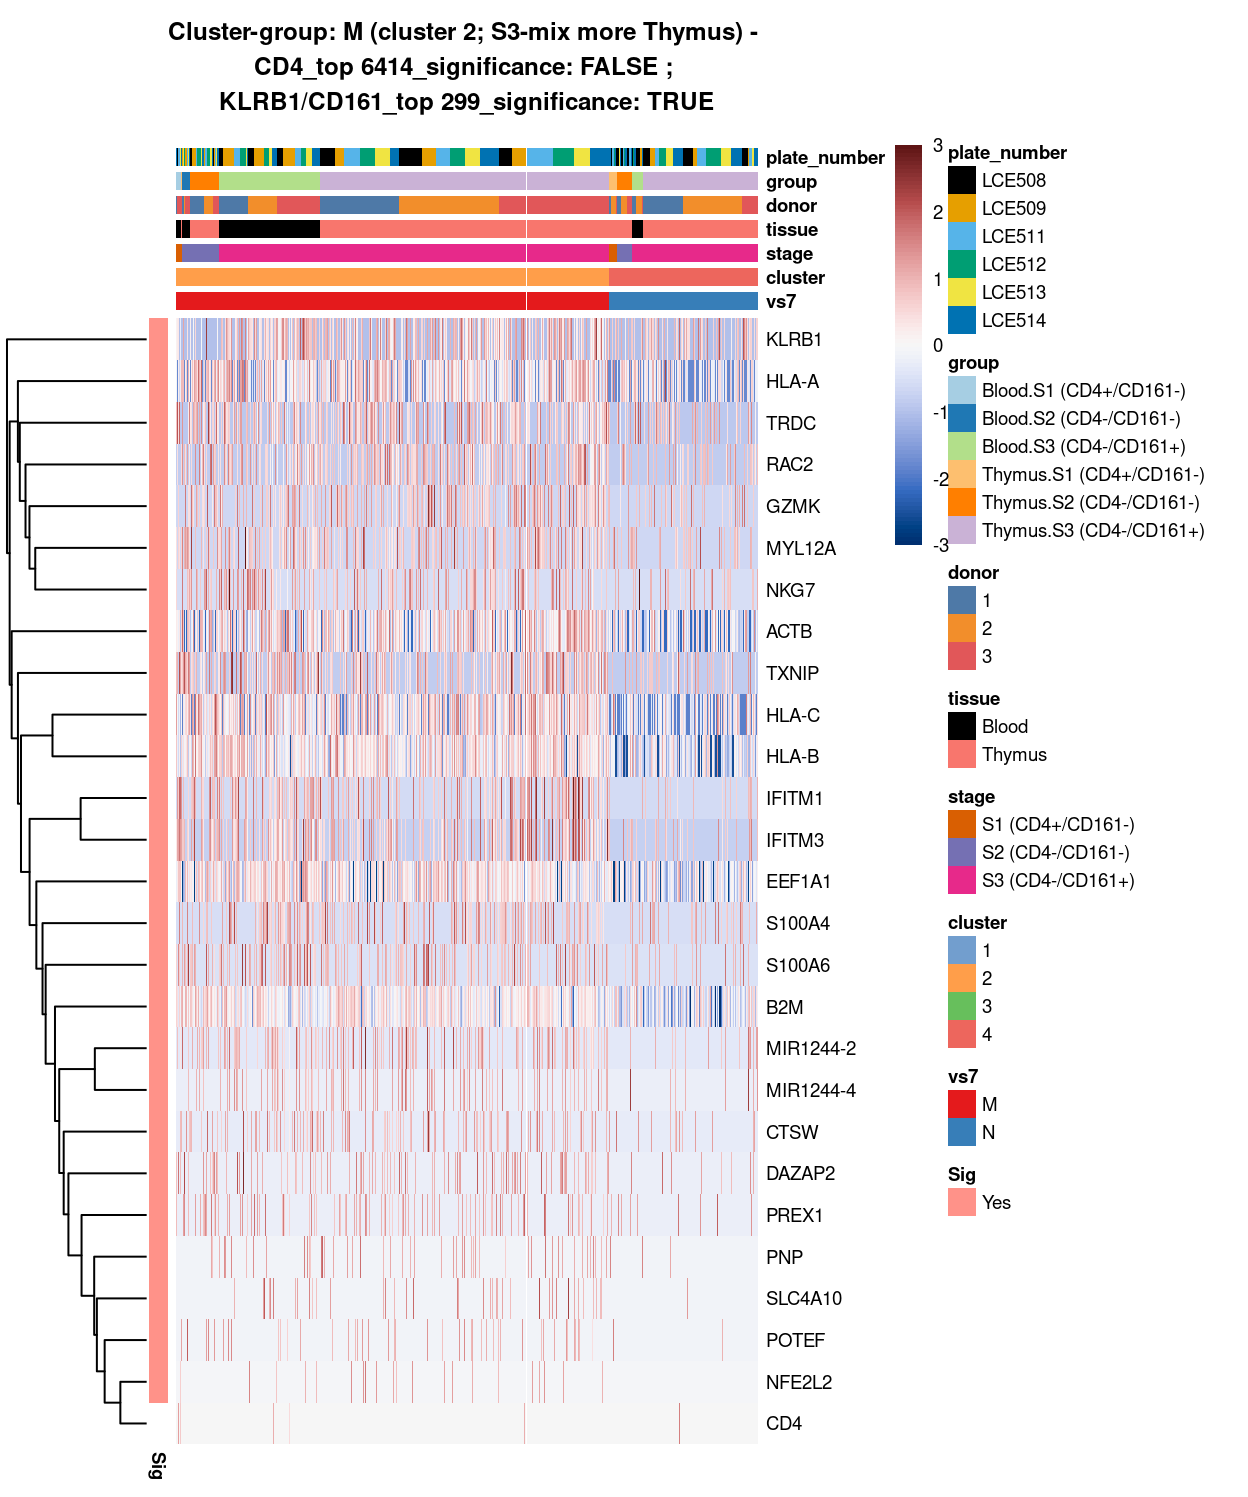 Cluster-group: M (cluster 2; S3-mix more Thymus) -
CD4_top 6414_significance: FALSE ;
KLRB1/CD161_top 299_significance: TRUE
plate_number
group
donor
tissue
stage
cluster
vs7
KLRB1
HLA-A
TRDC
RAC2
GZMK
MYL12A
NKG7
ACTB
TXNIP
HLA-C
HLA-B
IFITM1
IFITM3
EEF1A1
S100A4
S100A6
B2M
MIR1244-2
MIR1244-4
CTSW
DAZAP2
PREX1
PNP
SLC4A10
POTEF
NFE2L2
CD4
Sig
3
2
1
0
-1
-2
-3
plate_number
LCE508
LCE509
LCE511
LCE512
LCE513
LCE514
group
Blood.S1 (CD4+/CD161-)
Blood.S2 (CD4-/CD161-)
Blood.S3 (CD4-/CD161+)
Thymus.S1 (CD4+/CD161-)
Thymus.S2 (CD4-/CD161-)
Thymus.S3 (CD4-/CD161+)
donor
1
2
3
tissue
Blood
Thymus
stage
S1 (CD4+/CD161-)
S2 (CD4-/CD161-)
S3 (CD4-/CD161+)
cluster
1
2
3
4
vs7
M
N
Sig
Yes